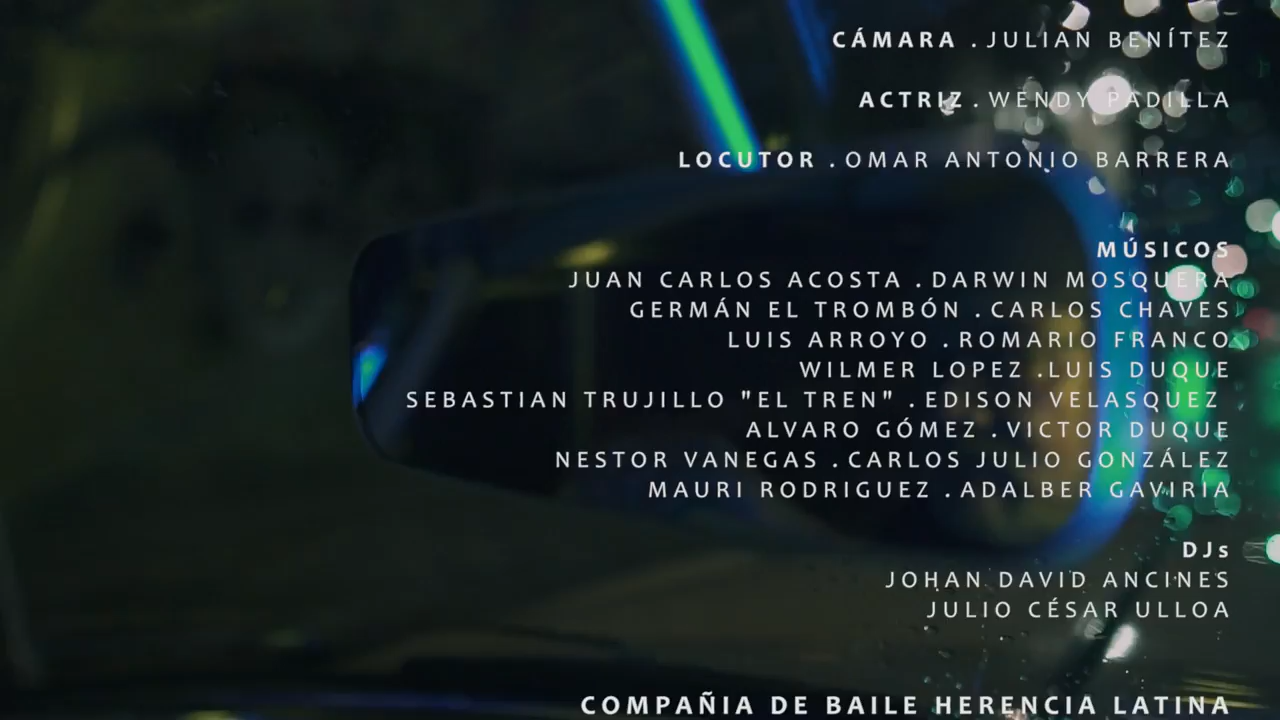 CÁMARA . JULIAN BENÍTEZ
ACTRIZ . WENDY PADILLA
LOCUTOR . OMAR ANTONIO BARRERA
MÚSICOS
JUAN CARLOS ACOSTA . DARWIN MOSQUERA
GERMÁN EL TROMBÓN . CARLOS CHAVES
LUIS ARROYO . ROMARIO FRANCO
WILMER LOPEZ . LUIS DUQUE
SEBASTIAN TRUJILLO "EL TREN" . EDISON VELASQUEZ
ALVARO GÓMEZ . VICTOR DUQUE
NESTOR VANEGAS . CARLOS JULIO GONZÁLEZ
MAURI RODRIGUEZ . ADALBER GAVIRIA
DJs
JOHAN DAVID ANCINES
JULIO CÉSAR ULLOA
COMPAÑIA DE BAILE HERENCIA LATINA